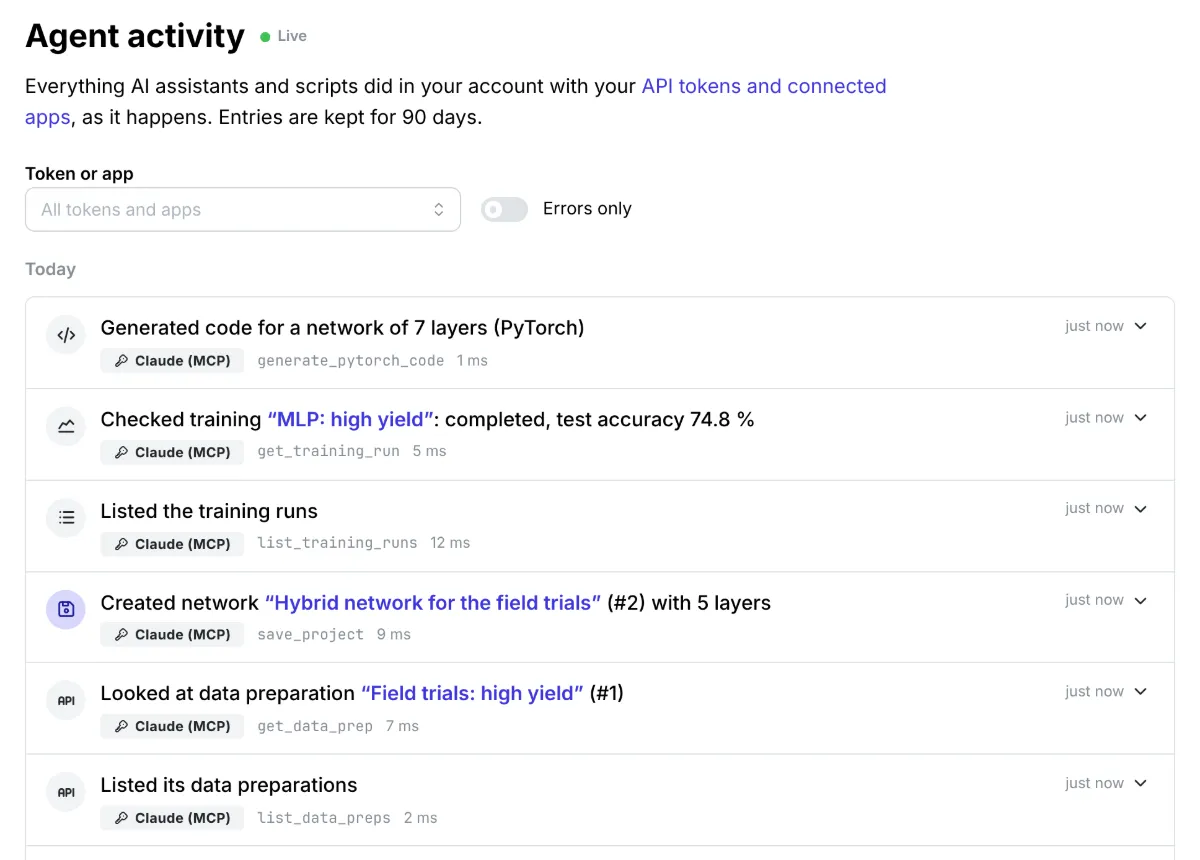 Agent activity
Live
Everything AI assistants and scripts did in your account with your API tokens and connected
apps, as it happens. Entries are kept for 90 days.
Token or app
All tokens and apps
Errors only
Today
Generated code for a network of 7 layers (PyTorch)
just now
Claude (MCP) generate_pytorch_code 1 ms
Checked training “MLP: high yield”: completed, test accuracy 74.8 %
just now
Claude (MCP) get_training_run 5 ms
Listed the training runs
just now
Claude (MCP) list_training_runs 12 ms
Created network “Hybrid network for the field trials” (#2) with 5 layers
just now
Claude (MCP) save_project 9 ms
API
Looked at data preparation “Field trials: high yield” (#1)
just now
Claude (MCP) get_data_prep 7 ms
API
Listed its data preparations
just now
Claude (MCP) list_data_preps 2 ms